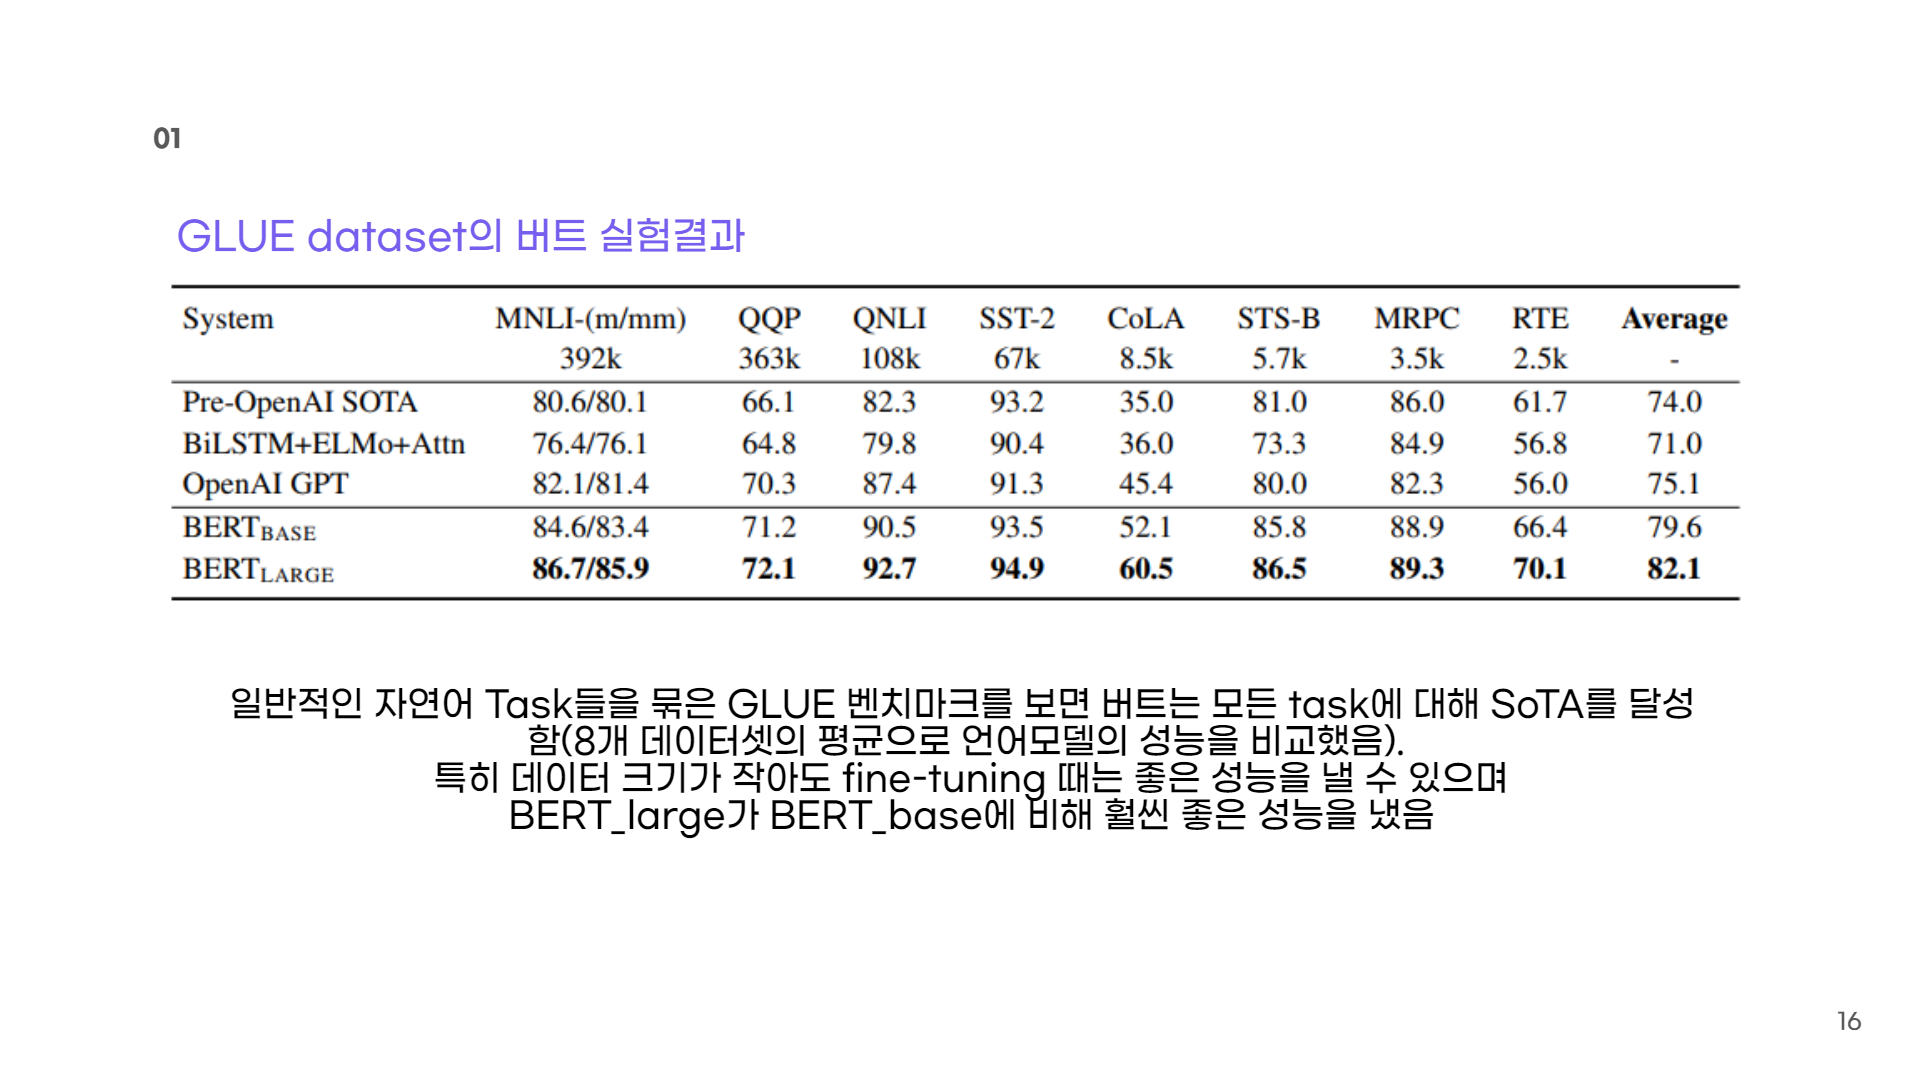 01
GLUE dataset의 버트 실험결과
System MNLI-(m/mm) QQP QNLI SST-2 CoLA STS-B MRPC RTE Average
392k 363k 108k 67k 8.5k 5.7k 3.5k 2.5k -
Pre-OpenAI SOTA 80.6/80.1 66.1 82.3 93.2 35.0 81.0 86.0 61.7 74.0
BiLSTM+ELMo+Attn 76.4/76.1 64.8 79.8 90.4 36.0 73.3 84.9 56.8 71.0
OpenAI GPT 82.1/81.4 70.3 87.4 91.3 45.4 80.0 82.3 56.0 75.1
BERTBASE 84.6/83.4 71.2 90.5 93.5 52.1 85.8 88.9 66.4 79.6
BERTLARGE 86.7/85.9 72.1 92.7 94.9 60.5 86.5 89.3 70.1 82.1
일반적인 자연어 Task들을 묶은 GLUE 벤치마크를 보면 버트는 모든 task에 대해 SoTA를 달성
함(8개 데이터셋의 평균으로 언어모델의 성능을 비교했음).
특히 데이터 크기가 작아도 fine-tuning 때는 좋은 성능을 낼 수 있으며
BERT_large가 BERT_base에 비해 훨씬 좋은 성능을 냈음
16